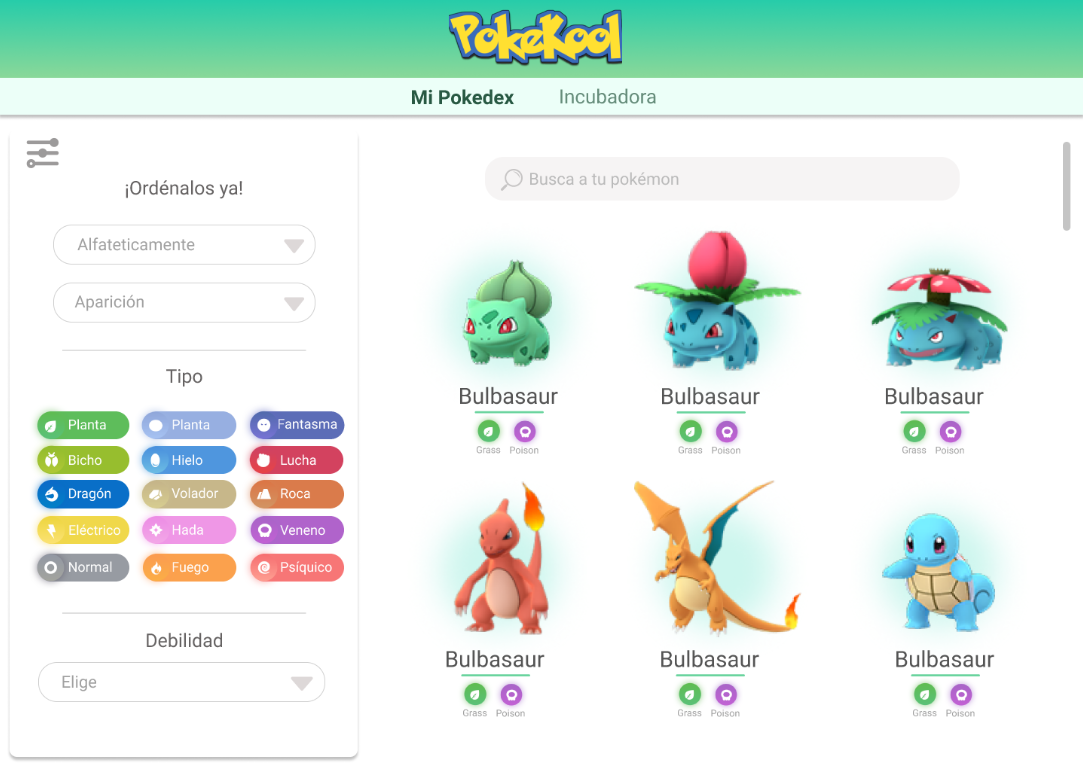 PokeKool
Mi Pokedex Incubadora
¡Ordénalos ya!
Alfateticamente
Aparición
Tipo
Planta Planta Fantasma
Bicho Hielo Lucha
Dragón Volador Roca
Eléctrico Hada Veneno
Normal Fuego Psíquico
Debilidad
Elige
Busca a tu pokémon
Bulbasaur Bulbasaur Bulbasaur
Grass Poison Grass Poison Grass Poison
Bulbasaur Bulbasaur Bulbasaur
Grass Poison Grass Poison Grass Poison